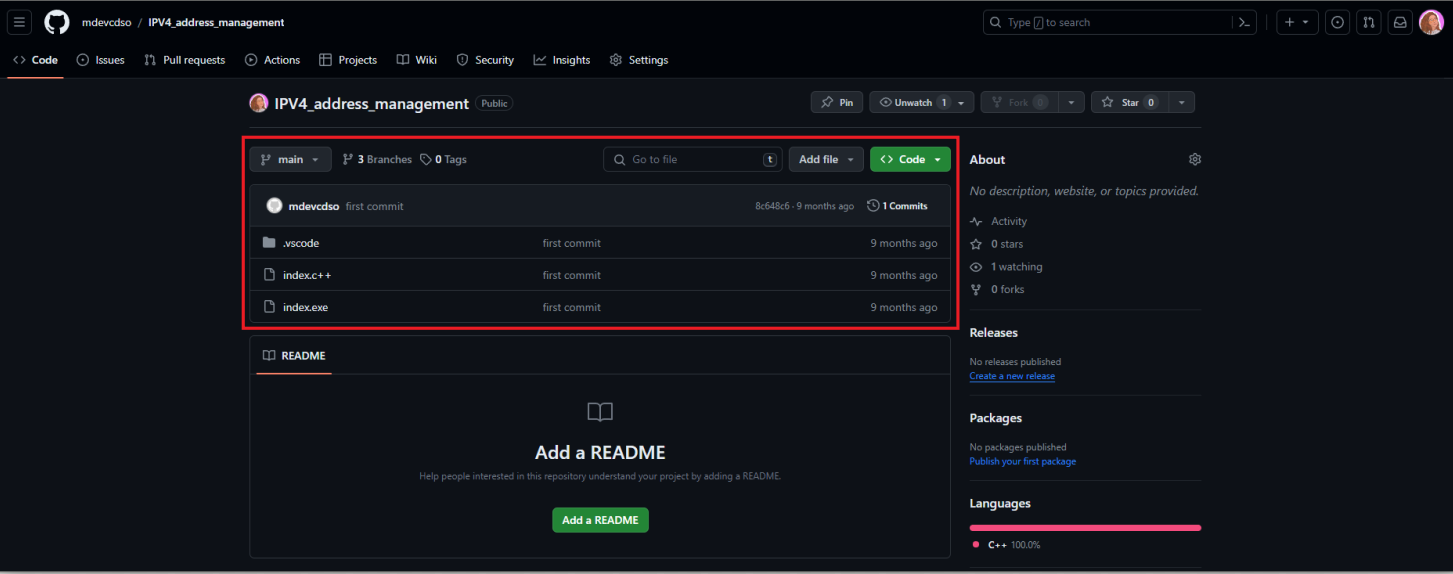 mdevcdso / IPV4_address_management
Type / to search
Code Issues Pull requests Actions Projects Wiki Security Insights Settings
IPV4_address_management Public
Pin Unwatch 1 Fork 0 Star 0
main 3 Branches 0 Tags Go to file t Add file Code
mdevcdso first commit 8c648c6 · 9 months ago 1 Commits
.vscode first commit 9 months ago
index.c++ first commit 9 months ago
index.exe first commit 9 months ago
README
Add a README
Help people interested in this repository understand your project by adding a README.
Add a README
About
No description, website, or topics provided.
Activity
0 stars
1 watching
0 forks
Releases
No releases published
Create a new release
Packages
No packages published
Publish your first package
Languages
C++ 100.0%